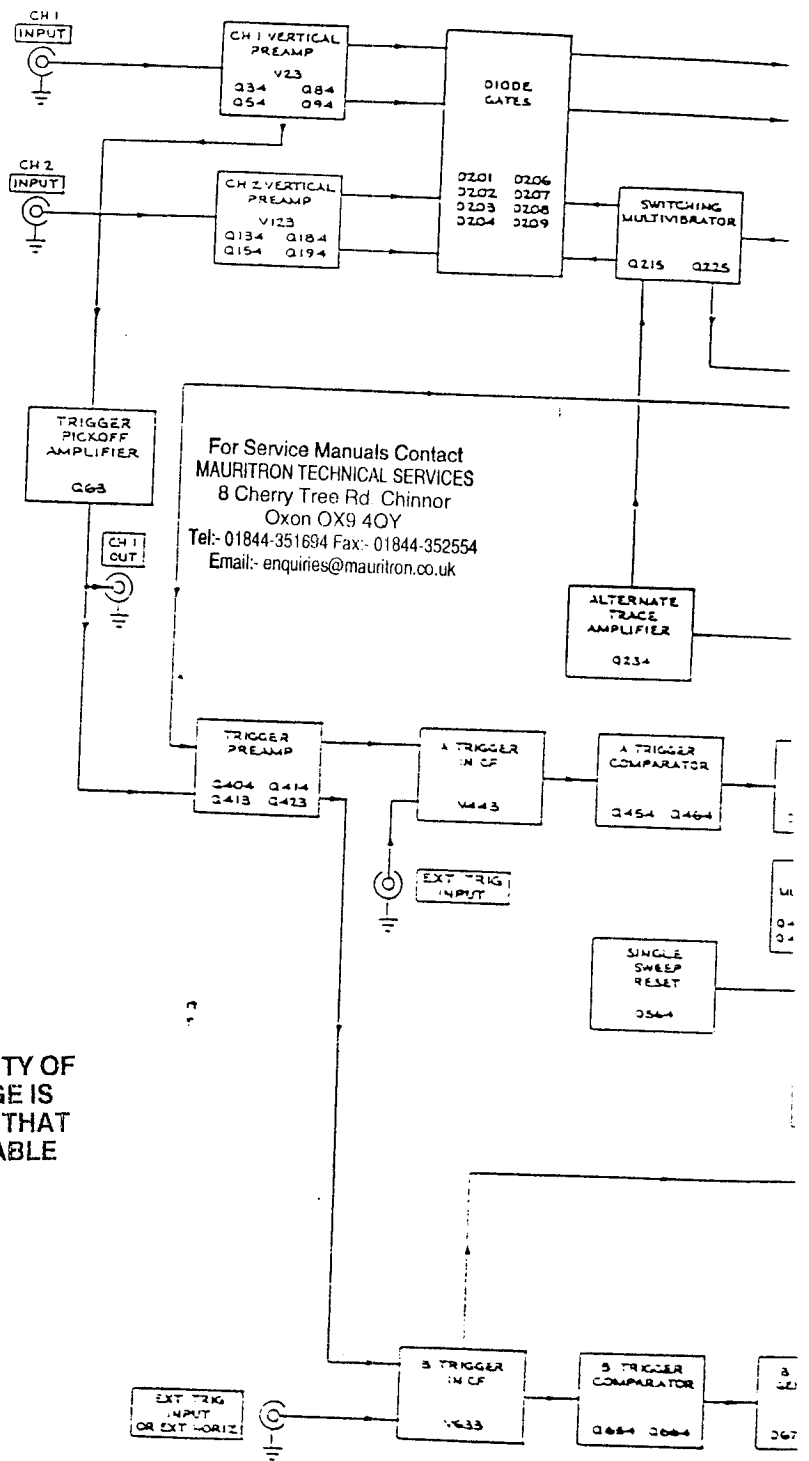 CH 1
INPUT
CH 1 VERTICAL
PREAMP
V23
Q34 Q84
Q54 Q94
DIODE
GATES
D201 D206
D202 D207
D203 D208
D204 D209
CH 2
INPUT
CH 2 VERTICAL
PREAMP
V123
Q134 Q184
Q154 Q194
SWITCHING
MULTIVIBRATOR
Q215 Q225
TRIGGER
PICKOFF
AMPLIFIER
Q63
For Service Manuals Contact
MAURITRON TECHNICAL SERVICES
8 Cherry Tree Rd. Chinnor
Oxon OX9 4QY
Tel:- 01844-351694 Fax:- 01844-352554
Email:- enquiries@mauritron.co.uk
CH 1
OUT
ALTERNATE
TRACE
AMPLIFIER
Q234
TRIGGER
PREAMP
Q404 Q414
Q413 Q423
A TRIGGER
IN CF
V443
A TRIGGER
COMPARATOR
Q454 Q464
EXT TRIG
INPUT
SINGLE
SWEEP
RESET
Q564
TY OF
GE IS
THAT
ABLE
B TRIGGER
IN CF
V633
B TRIGGER
COMPARATOR
Q654 Q664
B
EXT TRIG
INPUT
OR EXT HORIZ